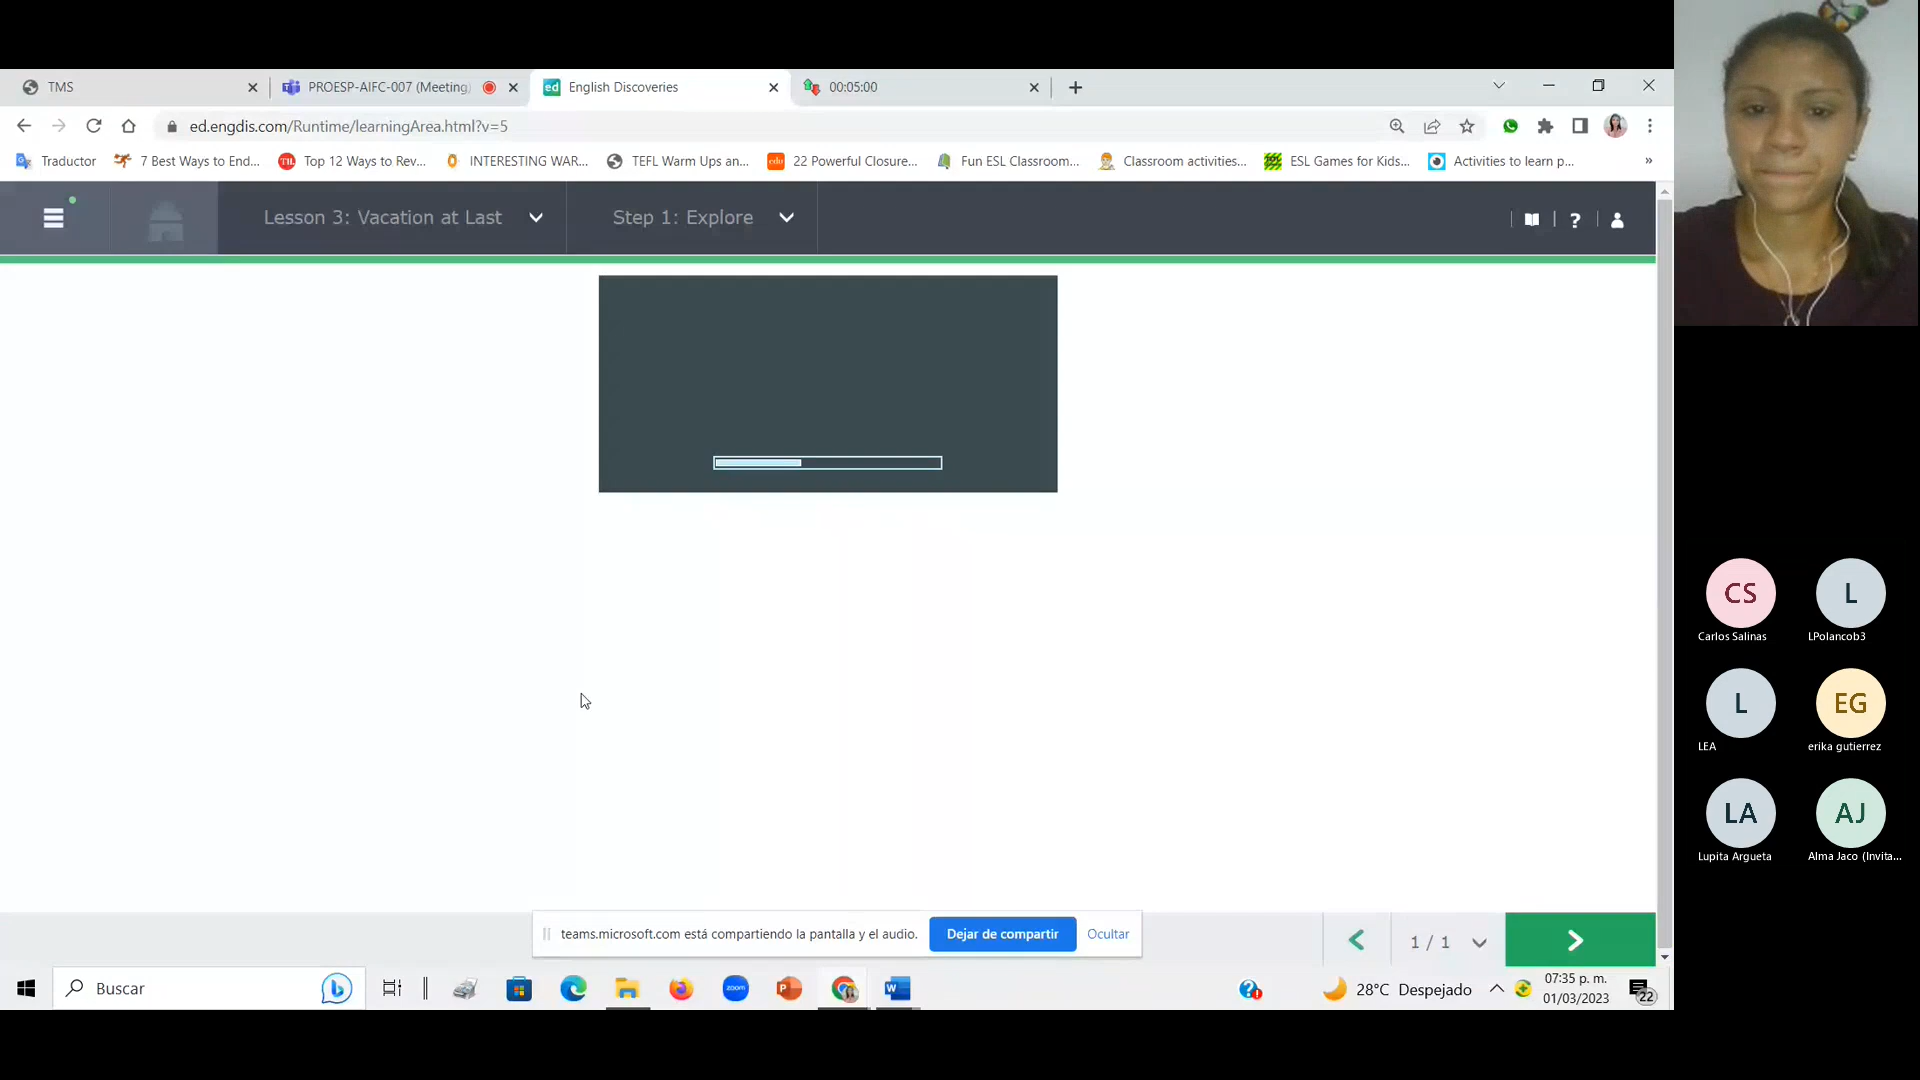 TMS
PROESP-AIFC-007 (Meeting)
ed English Discoveries
00:05:00
ed.engdis.com/Runtime/learningArea.html?v=5
Traductor
7 Best Ways to End...
TIL Top 12 Ways to Rev...
INTERESTING WAR...
TEFL Warm Ups an...
edu 22 Powerful Closure...
Fun ESL Classroom...
Classroom activities...
ESL Games for Kids...
Activities to learn p...
»
Lesson 3: Vacation at Last
Step 1: Explore
?
CS
L
Carlos Salinas
LPolancob3
L
EG
LEA
erika gutierrez
LA
AJ
Lupita Argueta
Alma Jaco (Invita...
teams.microsoft.com está compartiendo la pantalla y el audio.
Dejar de compartir
Ocultar
1 / 1
Buscar
zoom
28°C Despejado
07:35 p. m.
01/03/2023
22